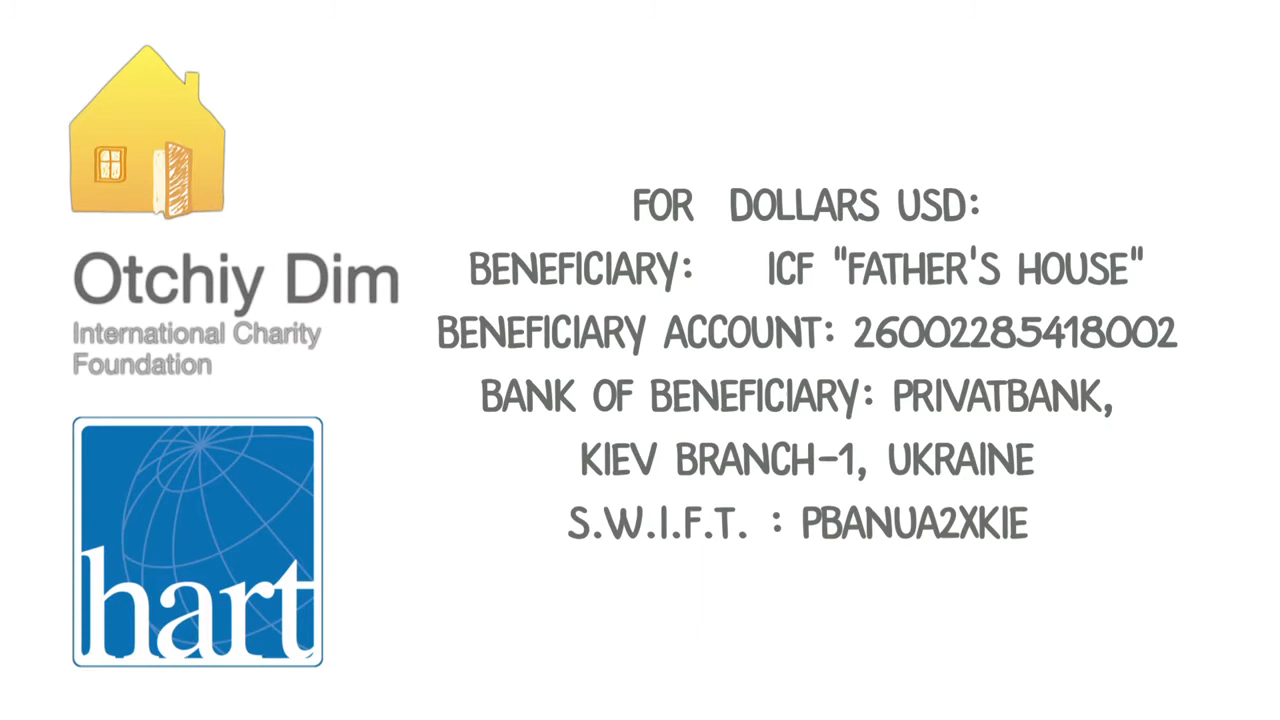 Otchiy Dim
International Charity
Foundation
hart
FOR DOLLARS USD:
BENEFICIARY: ICF "FATHER'S HOUSE"
BENEFICIARY ACCOUNT: 26002285418002
BANK OF BENEFICIARY: PRIVATBANK,
KIEV BRANCH-1, UKRAINE
S.W.I.F.T. : PBANUA2XKIE